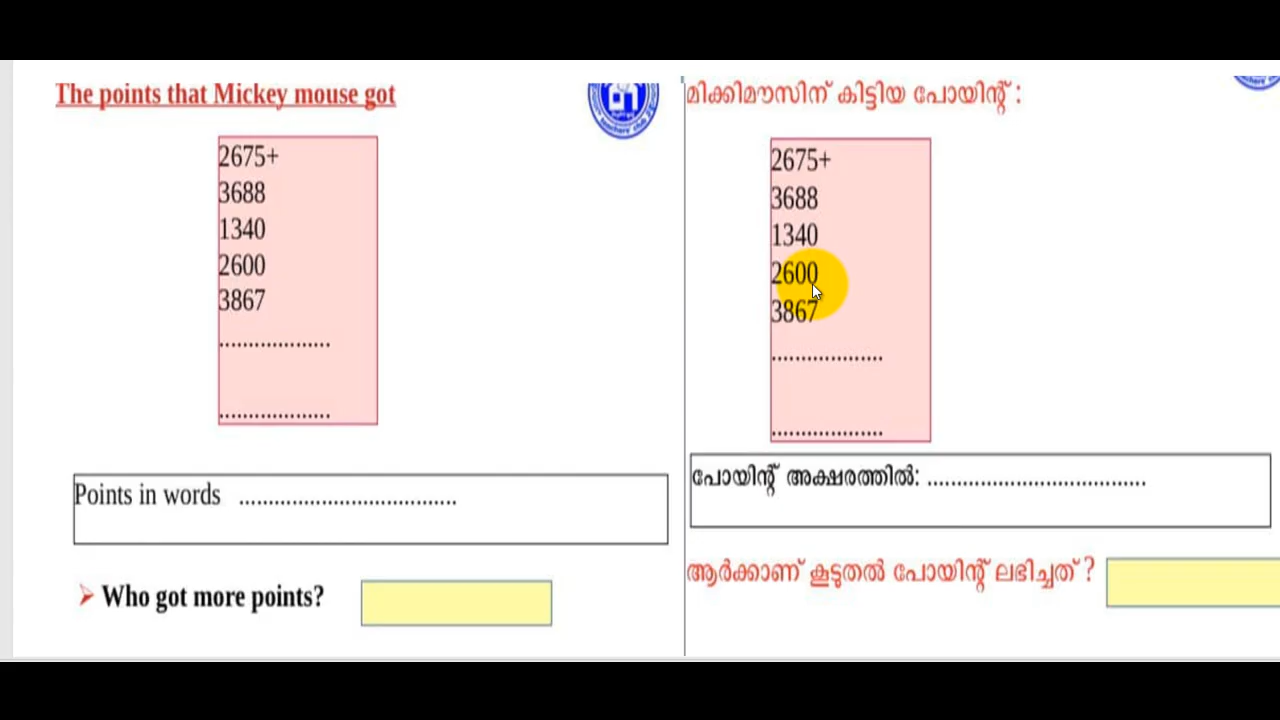 The points that Mickey mouse got
2675+
3688
1340
2600
3867
...................
...................
Points in words .....................................
Who got more points?
മിക്കിമൗസിന് കിട്ടിയ പോയിന്റ് :
2675+
3688
1340
2600
3867
...................
...................
പോയിന്റ് അക്ഷരത്തിൽ: .....................................
ആർക്കാണ് കൂടുതൽ പോയിന്റ് ലഭിച്ചത് ?